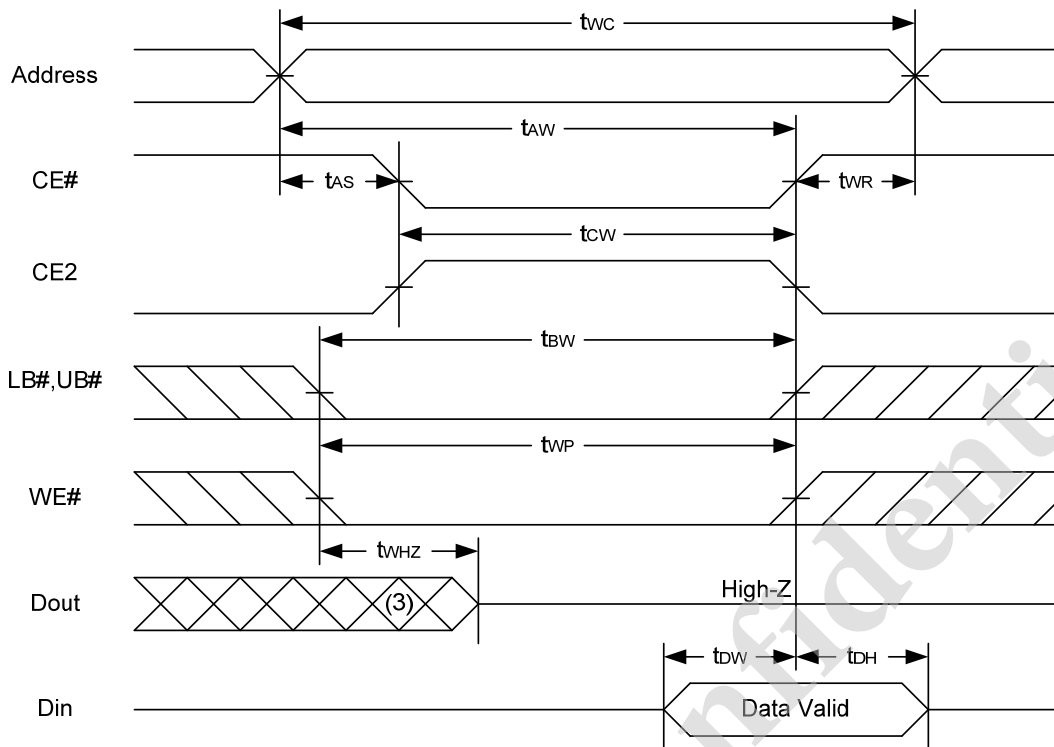 tWC
Address
tAW
CE#
tAS
tWR
tCW
CE2
tBW
LB#,UB#
tWP
WE#
tWHZ
Dout
(3)
High-Z
tDW
tDH
Din
Data Valid
nfidenti